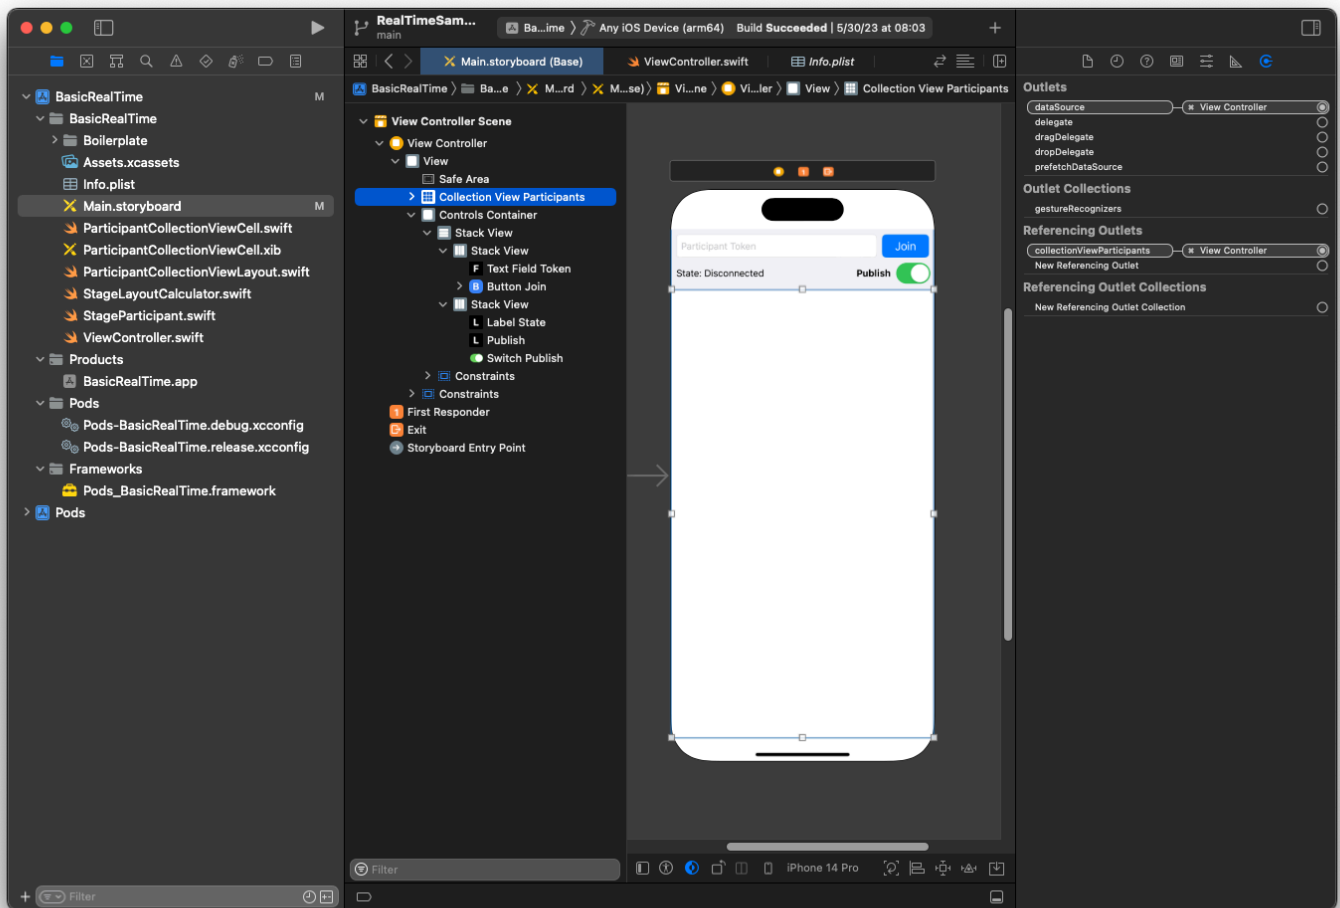 RealTimeSam...
main
Ba...ime
Any iOS Device (arm64)
Build Succeeded | 5/30/23 at 08:03
Main.storyboard (Base)
ViewController.swift
Info.plist
BasicRealTime
Ba...e
M...rd
M...se)
Vi...ne
Vi...ler
View
Collection View Participants
BasicRealTime
M
BasicRealTime
Boilerplate
Assets.xcassets
Info.plist
Main.storyboard
M
ParticipantCollectionViewCell.swift
ParticipantCollectionViewCell.xib
ParticipantCollectionViewLayout.swift
StageLayoutCalculator.swift
StageParticipant.swift
ViewController.swift
Products
BasicRealTime.app
Pods
Pods-BasicRealTime.debug.xcconfig
Pods-BasicRealTime.release.xcconfig
Frameworks
Pods_BasicRealTime.framework
Pods
Filter
View Controller Scene
View Controller
View
Safe Area
Collection View Participants
Controls Container
Stack View
Stack View
F Text Field Token
B Button Join
Stack View
L Label State
L Publish
Switch Publish
Constraints
Constraints
1 First Responder
Exit
Storyboard Entry Point
Filter
1
Participant Token
Join
State: Disconnected
Publish
iPhone 14 Pro
Outlets
dataSource
View Controller
delegate
dragDelegate
dropDelegate
prefetchDataSource
Outlet Collections
gestureRecognizers
Referencing Outlets
collectionViewParticipants
View Controller
New Referencing Outlet
Referencing Outlet Collections
New Referencing Outlet Collection